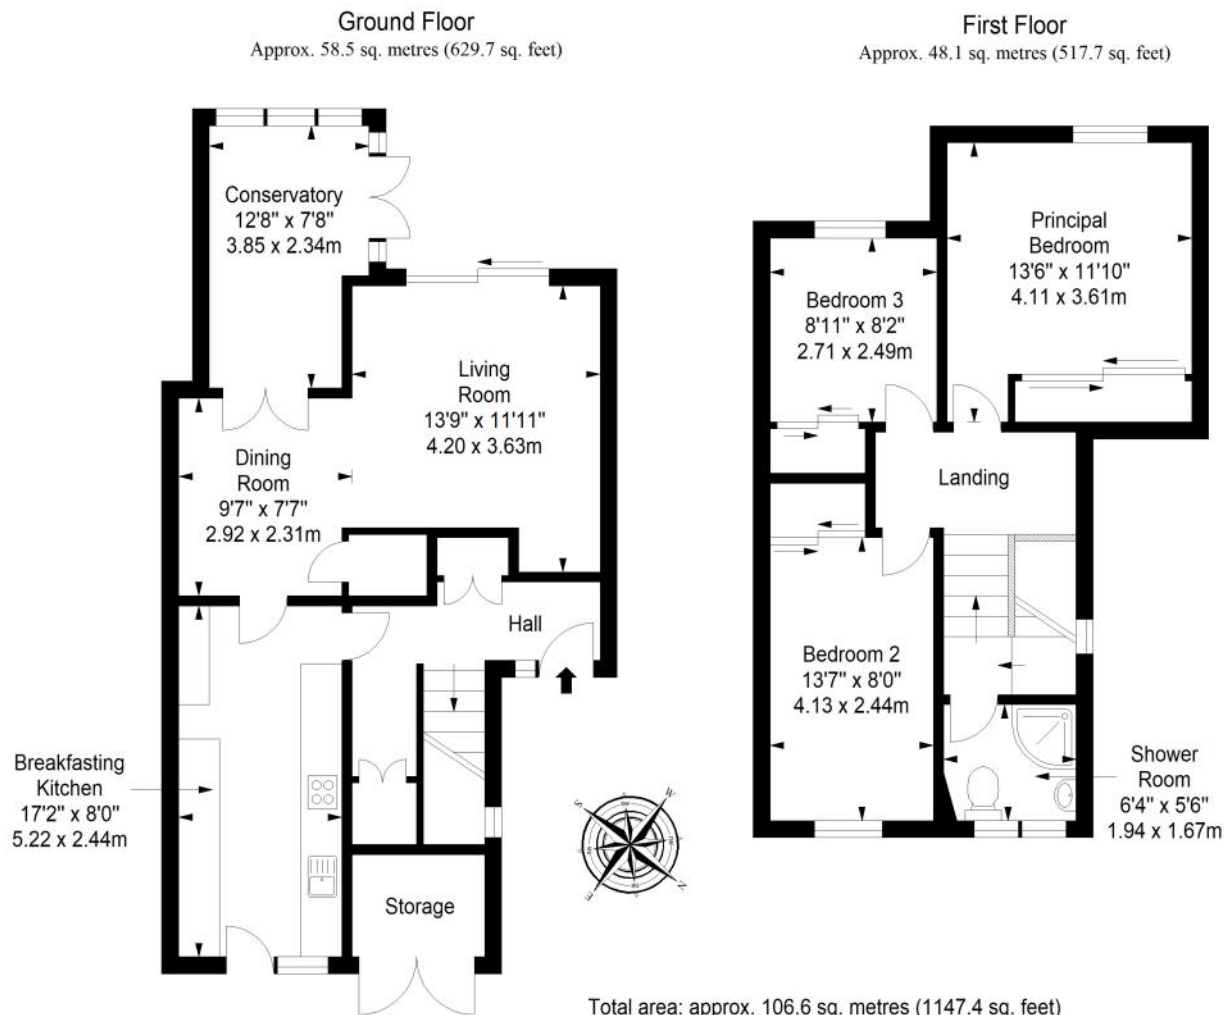 Ground Floor
Approx. 58.5 sq. metres (629.7 sq. feet)
First Floor
Approx. 48.1 sq. metres (517.7 sq. feet)
Conservatory
12'8" x 7'8"
3.85 x 2.34m
Living
Room
13'9" x 11'11"
4.20 x 3.63m
Dining
Room
9'7" x 7'7"
2.92 x 2.31m
Hall
Breakfasting
Kitchen
17'2" x 8'0"
5.22 x 2.44m
Storage
Principal
Bedroom
13'6" x 11'10"
4.11 x 3.61m
Bedroom 3
8'11" x 8'2"
2.71 x 2.49m
Landing
Bedroom 2
13'7" x 8'0"
4.13 x 2.44m
Shower
Room
6'4" x 5'6"
1.94 x 1.67m
S
W
E
N
Total area: approx. 106.6 sq. metres (1147.4 sq. feet)